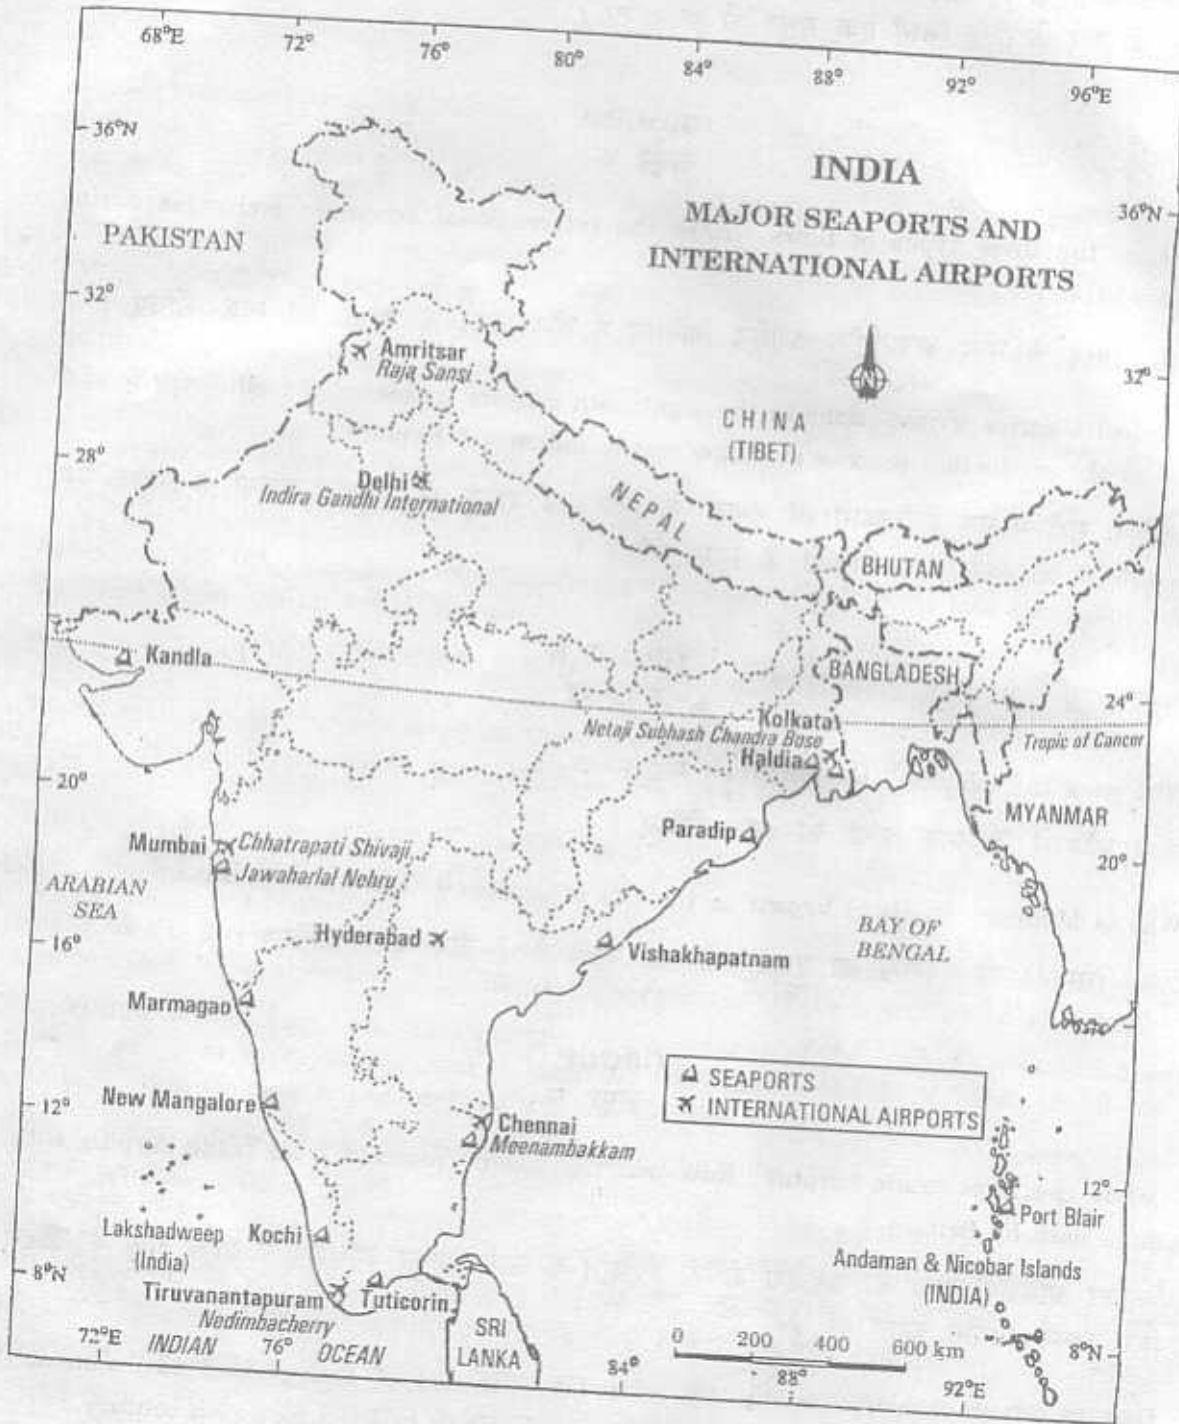 68°E 72° 76° 80° 84° 88° 92° 96°E
36°N
INDIA
MAJOR SEAPORTS AND
INTERNATIONAL AIRPORTS
36°N
PAKISTAN
32°
Amritsar
Raja Sansi
N
32°
CHINA
(TIBET)
28°
Delhi
Indira Gandhi International
NEPAL
BHUTAN
Kandla
BANGLADESH
24°
Kolkata
Netaji Subhash Chandra Bose
Tropic of Cancer
Haldia
20°
MYANMAR
Paradip
Mumbai
Chhatrapati Shivaji
Jawaharlal Nehru
20°
ARABIAN
SEA
BAY OF
BENGAL
16°
Hyderabad
Vishakhapatnam
Marmagao
SEAPORTS
INTERNATIONAL AIRPORTS
12°
New Mangalore
Chennai
Meenambakkam
12°
Port Blair
Lakshadweep
(India)
Kochi
Andaman & Nicobar Islands
(INDIA)
8°N
Tiruvanantapuram
Nedimbacherry
Tuticorin
SRI
LANKA
0 200 400 600 km
8°N
72°E
INDIAN
76°
OCEAN
84° 88° 92°E